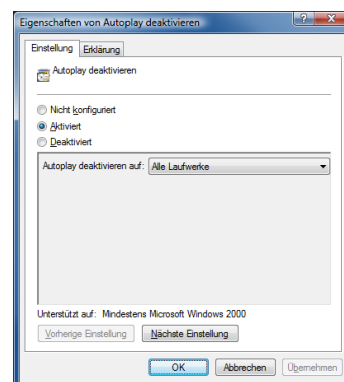 Eigenschaften von Autoplay deaktivieren
Einstellung Erklärung
Autoplay deaktivieren
Nicht konfiguriert
Aktiviert
Deaktiviert
Autoplay deaktivieren auf: Alle Laufwerke
Unterstützt auf: Mindestens Microsoft Windows 2000
Vorherige Einstellung Nächste Einstellung
OK Abbrechen Übernehmen